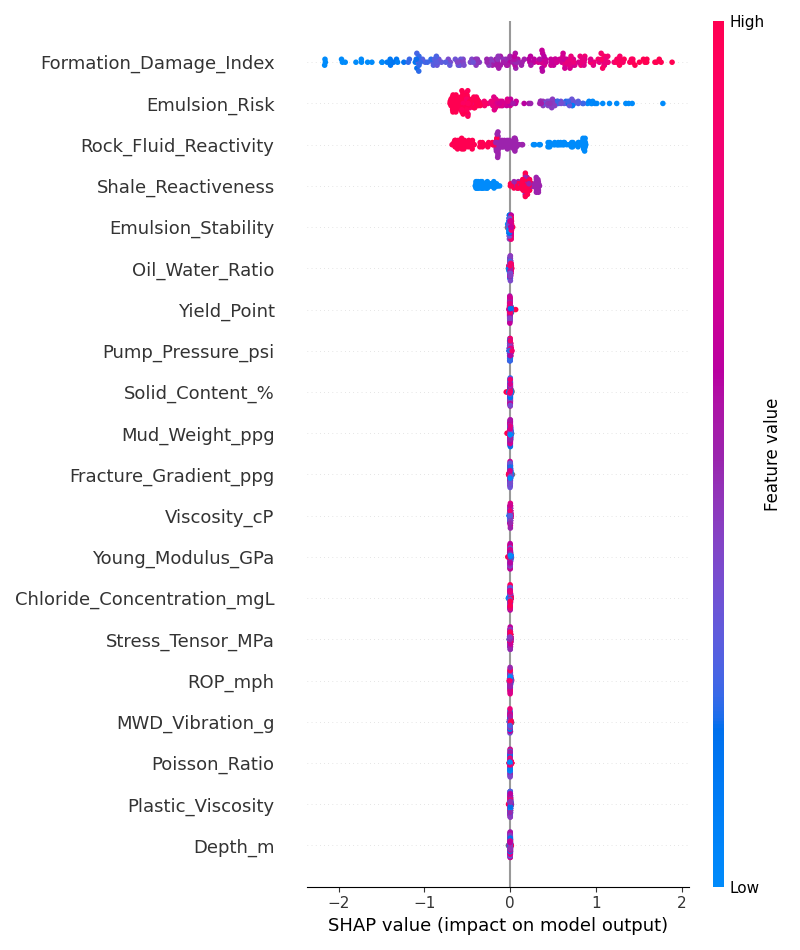 High
Formation_Damage_Index
Emulsion_Risk
Rock_Fluid_Reactivity
Shale_Reactiveness
Emulsion_Stability
Oil_Water_Ratio
Yield_Point
Pump_Pressure_psi
Solid_Content_%
Mud_Weight_ppg
Fracture_Gradient_ppg
Viscosity_cP
Young_Modulus_GPa
Chloride_Concentration_mgL
Stress_Tensor_MPa
ROP_mph
MWD_Vibration_g
Poisson_Ratio
Plastic_Viscosity
Depth_m
Feature value
Low
−2 −1 0 1 2
SHAP value (impact on model output)